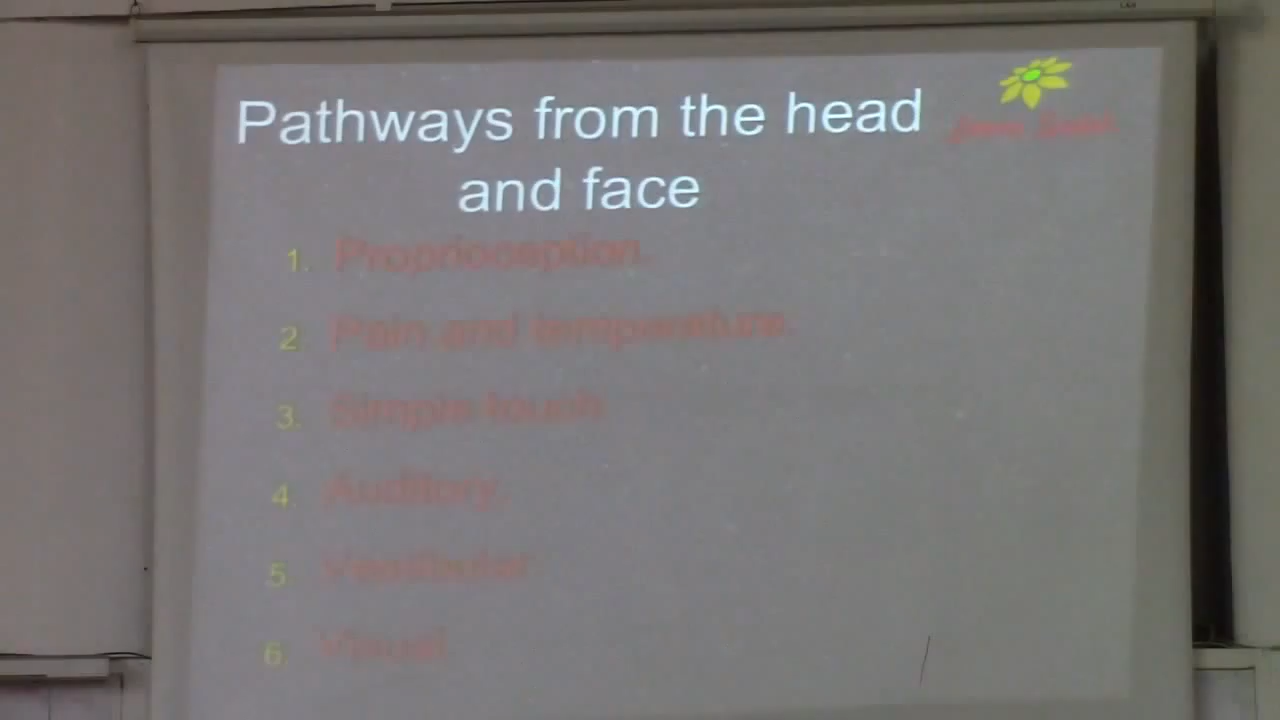 Pathways from the head
and face
1. Proprioception.
2. Pain and temperature.
3. Simple touch
4. Auditory.
5. Vestibular
6. Visual